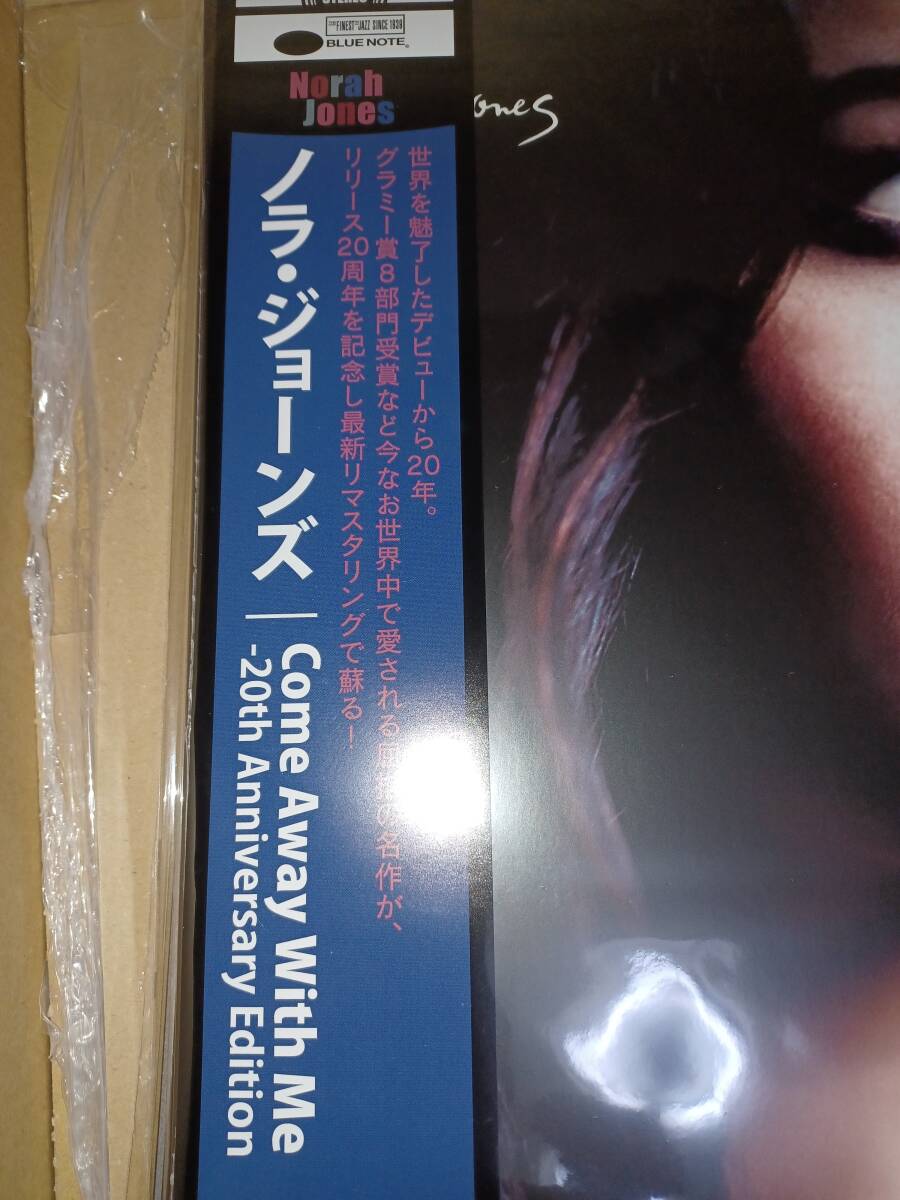 STEREO
THE FINEST IN JAZZ SINCE 1939
BLUE NOTE
Norah
Jones
ones
世界を魅了したデビューから20年。
グラミー賞8部門受賞など今なお世界中で愛される の名作が、
リリース20周年を記念し最新リマスタリングで蘇る!
ノラ・ジョーンズ | Come Away With Me
-20th Anniversary Edition